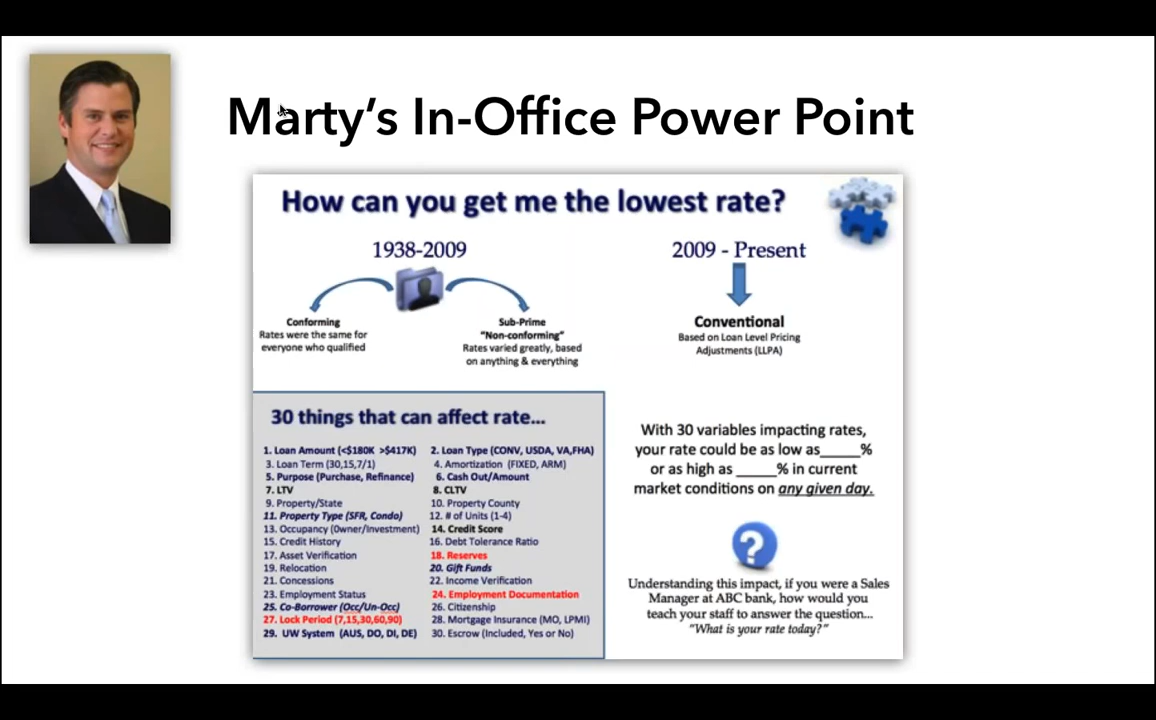 Marty's In-Office Power Point
How can you get me the lowest rate?
1938-2009
Conforming
Rates were the same for
everyone who qualified
Sub-Prime
"Non-conforming"
Rates varied greatly, based
on anything & everything
2009 - Present
Conventional
Based on Loan Level Pricing
Adjustments (LLPA)
30 things that can affect rate...
1. Loan Amount (<$180K >$417K)
2. Loan Type (CONV, USDA, VA,FHA)
3. Loan Term (30,15,7/1)
4. Amortization (FIXED, ARM)
5. Purpose (Purchase, Refinance)
6. Cash Out/Amount
7. LTV
8. CLTV
9. Property/State
10. Property County
11. Property Type (SFR, Condo)
12. # of Units (1-4)
13. Occupancy (Owner/Investment)
14. Credit Score
15. Credit History
16. Debt Tolerance Ratio
17. Asset Verification
18. Reserves
19. Relocation
20. Gift Funds
21. Concessions
22. Income Verification
23. Employment Status
24. Employment Documentation
25. Co-Borrower (Occ/Un-Occ)
26. Citizenship
27. Lock Period (7,15,30,60,90)
28. Mortgage Insurance (MO, LPMI)
29. UW System (AUS, DO, DI, DE)
30. Escrow (Included, Yes or No)
With 30 variables impacting rates,
your rate could be as low as_____%
or as high as _____% in current
market conditions on any given day.
Understanding this impact, if you were a Sales
Manager at ABC bank, how would you
teach your staff to answer the question...
"What is your rate today?"